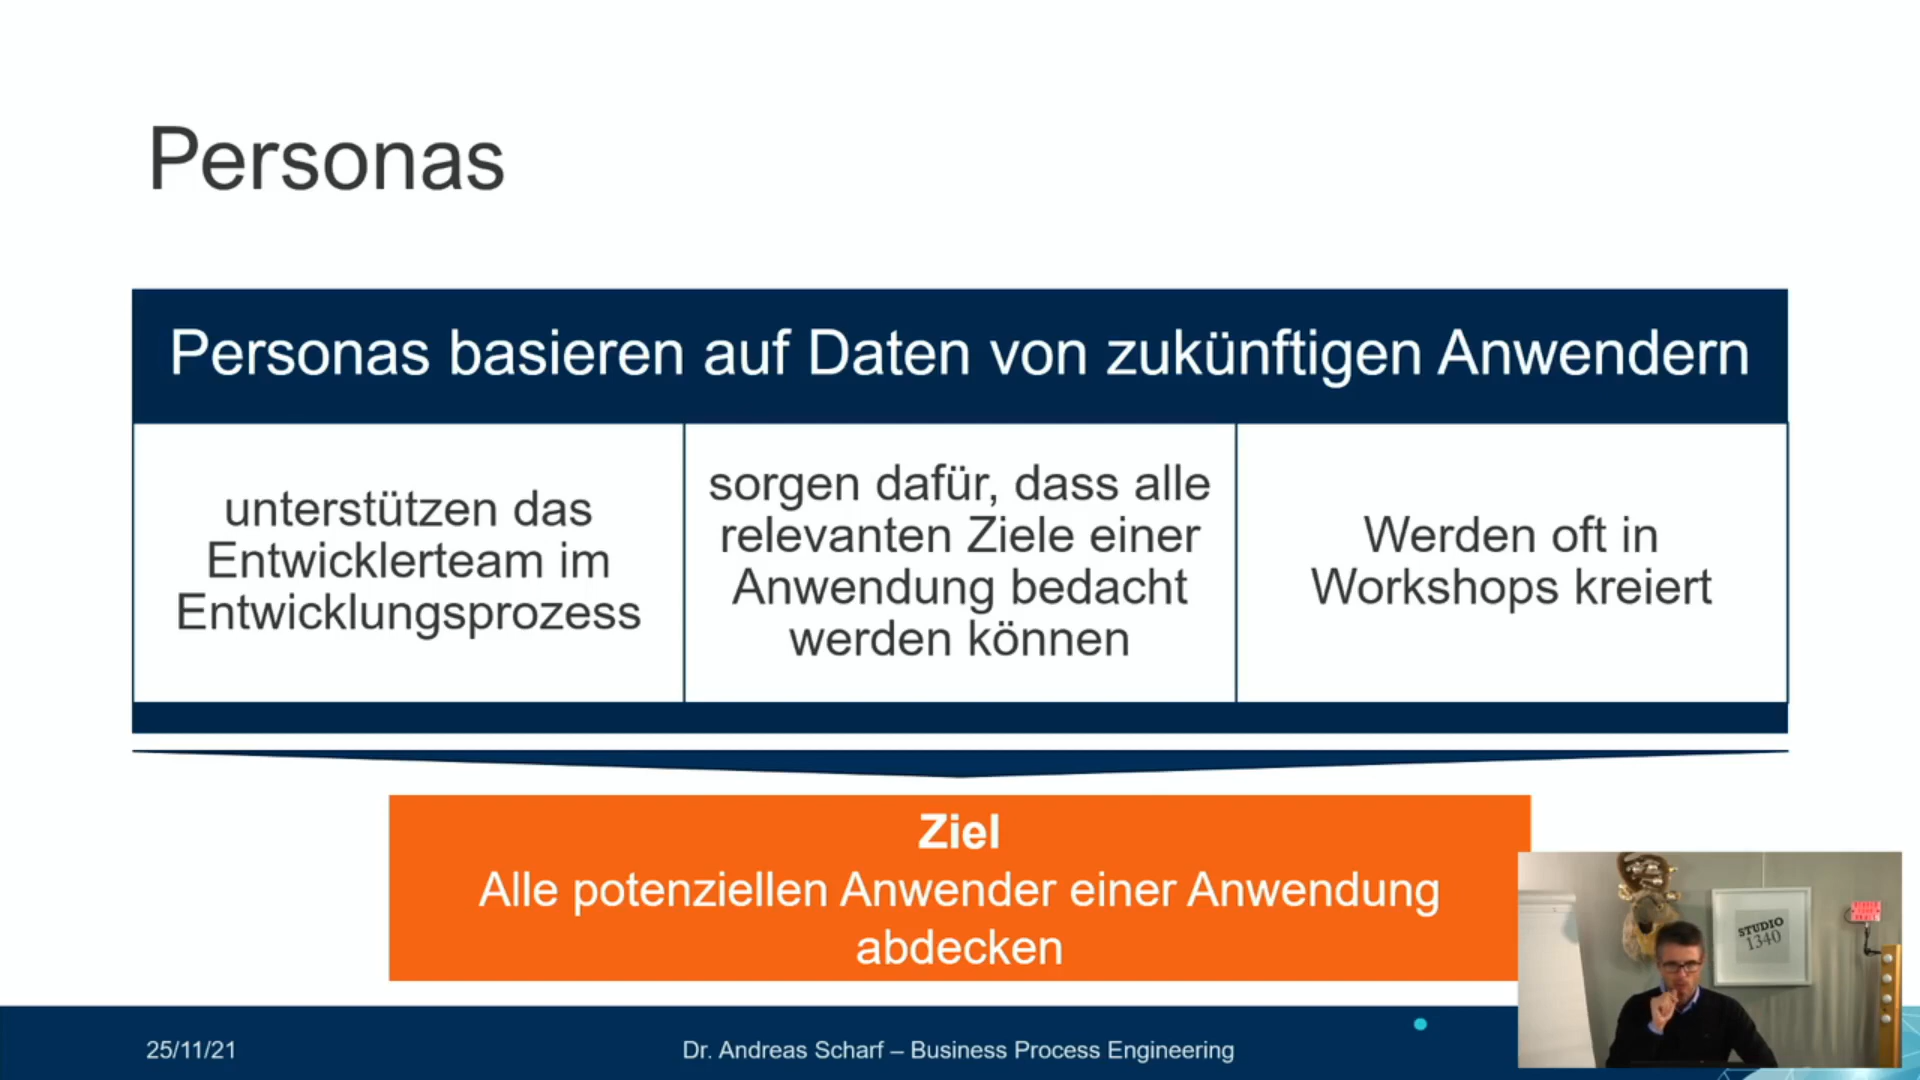 Personas
Personas basieren auf Daten von zukünftigen Anwendern
unterstützen das
Entwicklerteam im
Entwicklungsprozess
sorgen dafür, dass alle
relevanten Ziele einer
Anwendung bedacht
werden können
Werden oft in
Workshops kreiert
Ziel
Alle potenziellen Anwender einer Anwendung
abdecken
STUDIO
1340
25/11/21
Dr. Andreas Scharf – Business Process Engineering